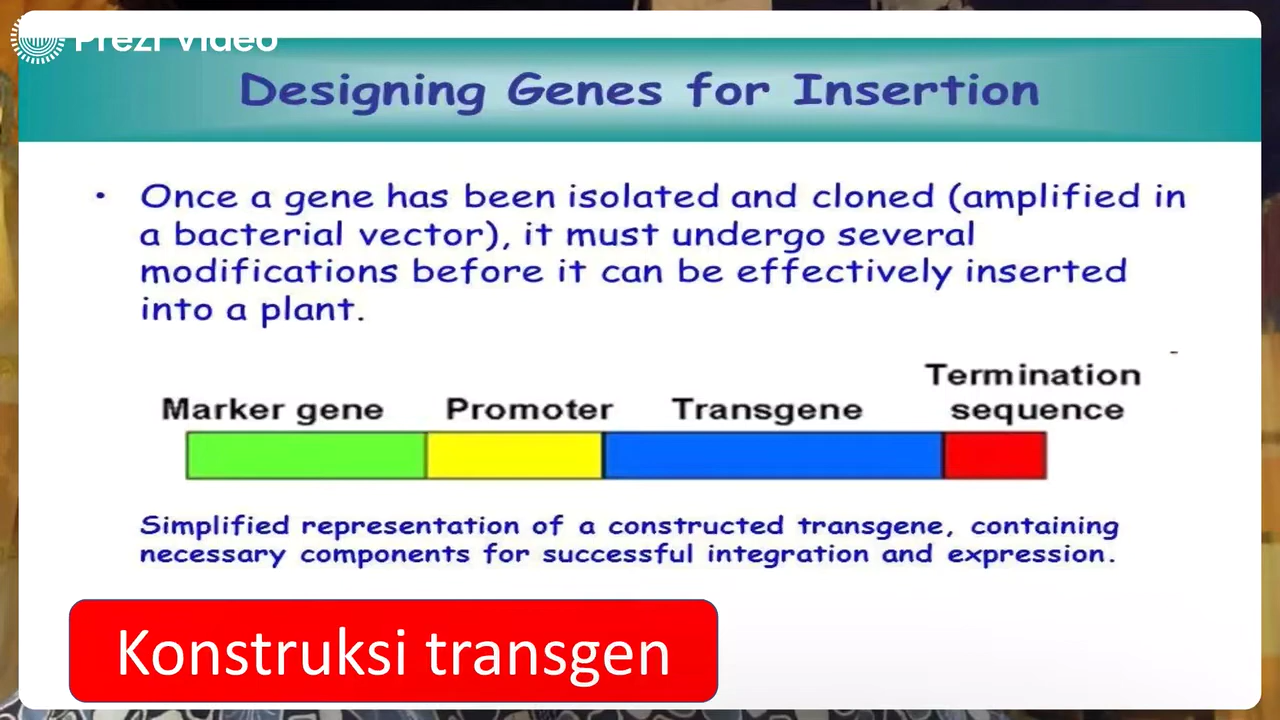 Prezi Video
Designing Genes for Insertion
• Once a gene has been isolated and cloned (amplified in
a bacterial vector), it must undergo several
modifications before it can be effectively inserted
into a plant.
Termination
Marker gene Promoter Transgene sequence
Simplified representation of a constructed transgene, containing
necessary components for successful integration and expression.
Konstruksi transgen